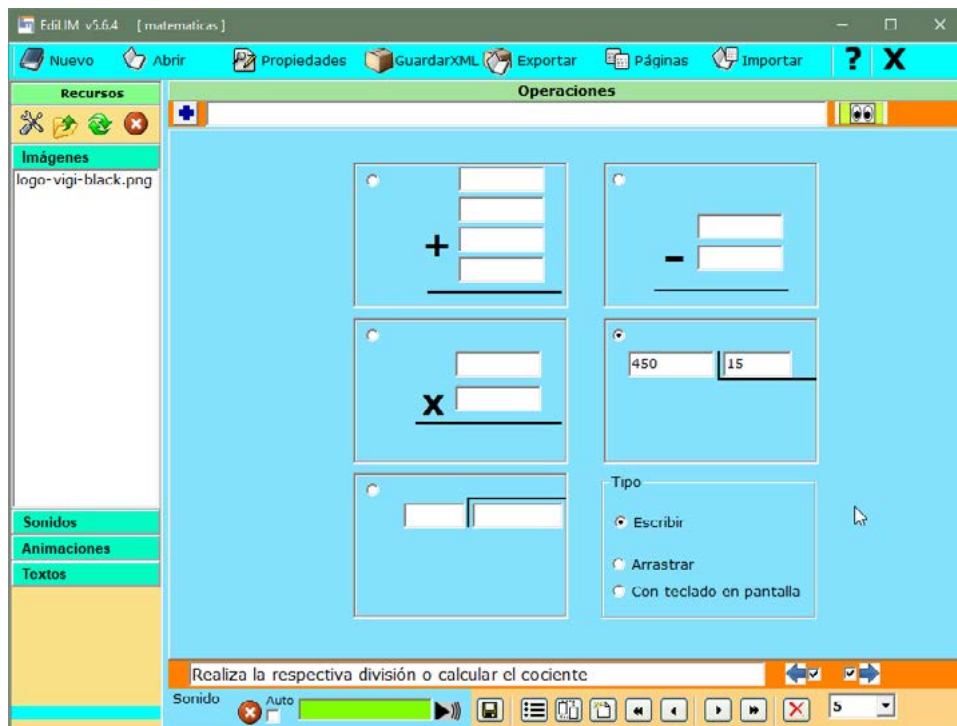 EdiLIM v5.6.4 [ matematicas ]
Nuevo Abrir Propiedades GuardarXML Exportar Páginas Importar ? X
Recursos
Operaciones
Imágenes
logo-vigi-black.png
+
-
450 15
x
Tipo
Escribir
Arrastrar
Con teclado en pantalla
Sonidos
Animaciones
Textos
Realiza la respectiva división o calcular el cociente
Sonido Auto 5